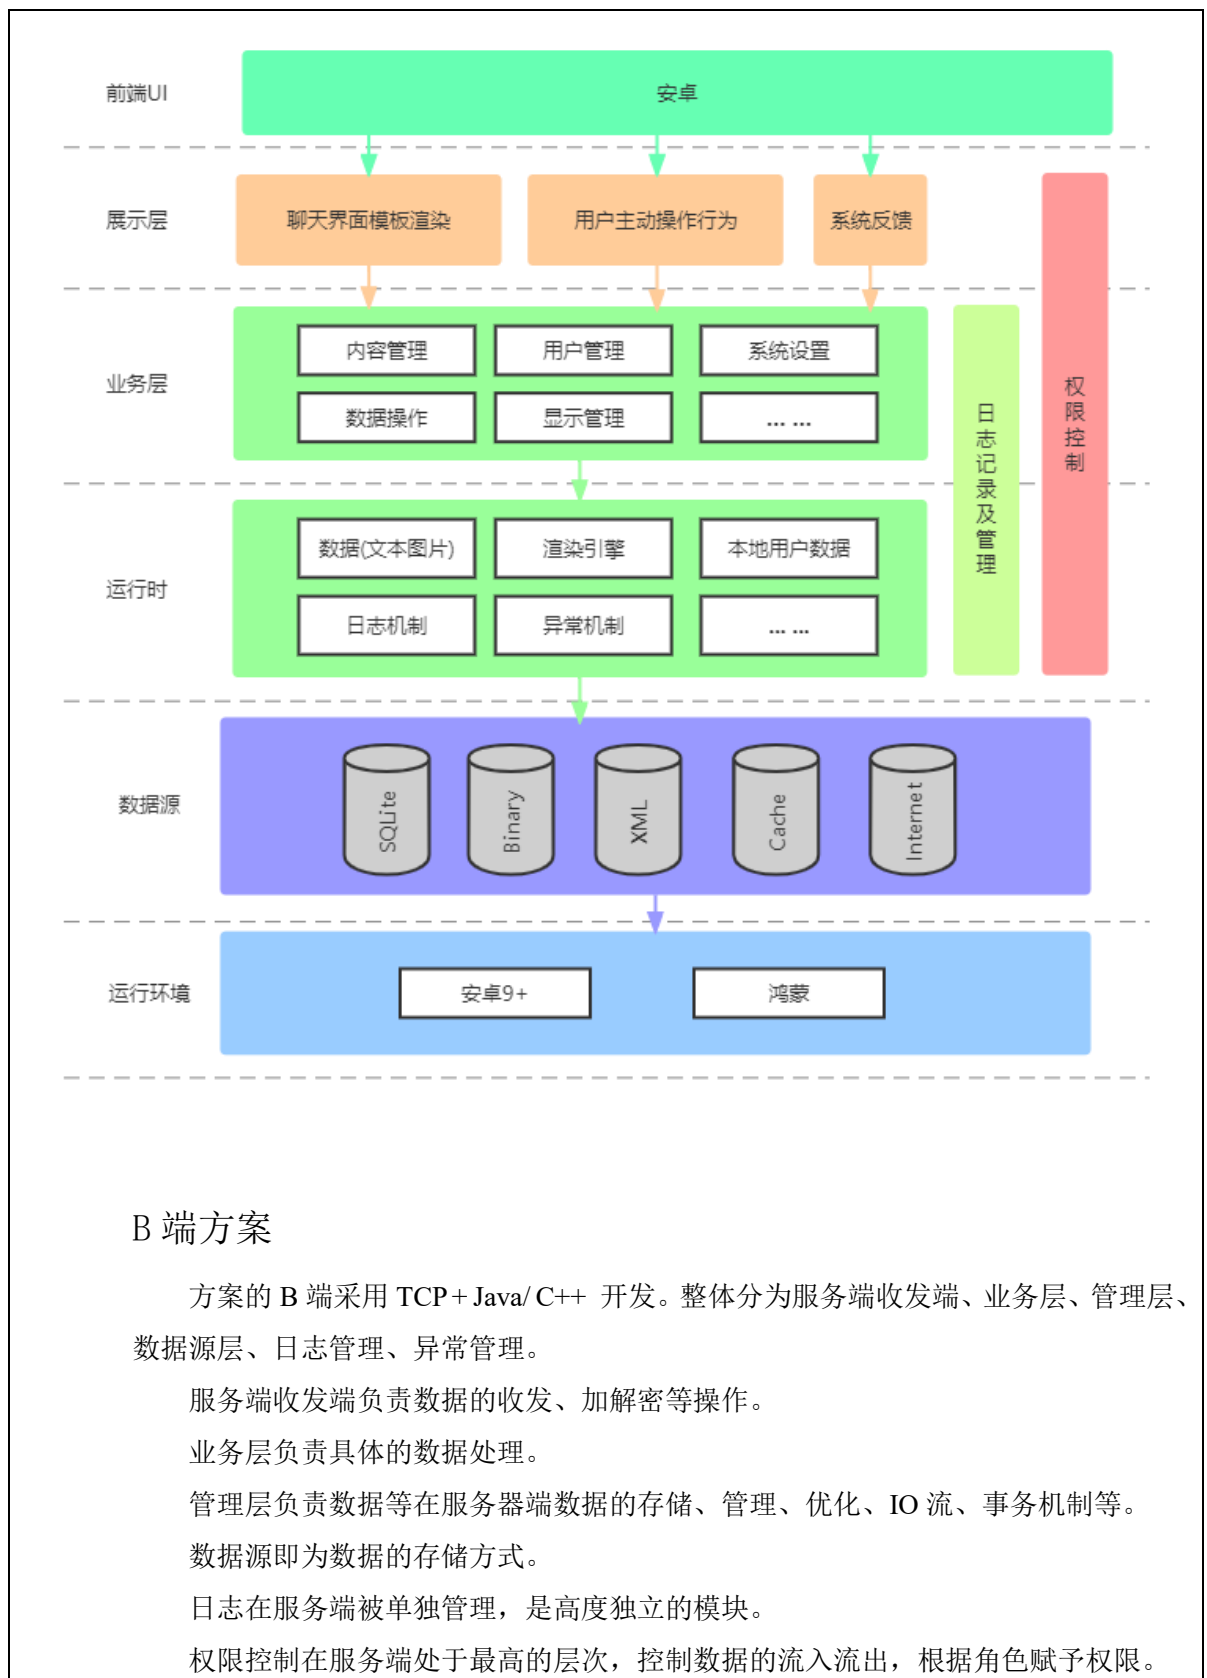 前端UI
安卓
展示层
聊天界面模板渲染
用户主动操作行为
系统反馈
业务层
内容管理
用户管理
系统设置
数据操作
显示管理
... ...
运行时
数据(文本图片)
渲染引擎
本地用户数据
日志机制
异常机制
... ...
日志记录及管理
权限控制
数据源
SQLite
Binary
XML
Cache
Internet
运行环境
安卓9+
鸿蒙
B 端方案
方案的 B 端采用 TCP + Java/ C++ 开发。整体分为服务端收发端、业务层、管理层、
数据源层、日志管理、异常管理。
服务端收发端负责数据的收发、加解密等操作。
业务层负责具体的数据处理。
管理层负责数据等在服务器端数据的存储、管理、优化、IO 流、事务机制等。
数据源即为数据的存储方式。
日志在服务端被单独管理，是高度独立的模块。
权限控制在服务端处于最高的层次，控制数据的流入流出，根据角色赋予权限。